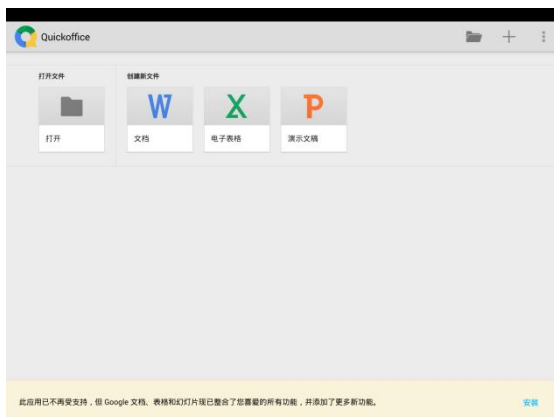 Quickoffice
打开文件
创建新文件
W
X
P
打开
文档
电子表格
演示文稿
此应用已不再受支持，但 Google 文档、表格和幻灯片现已整合了您喜爱的所有功能，并添加了更多新功能。
安装